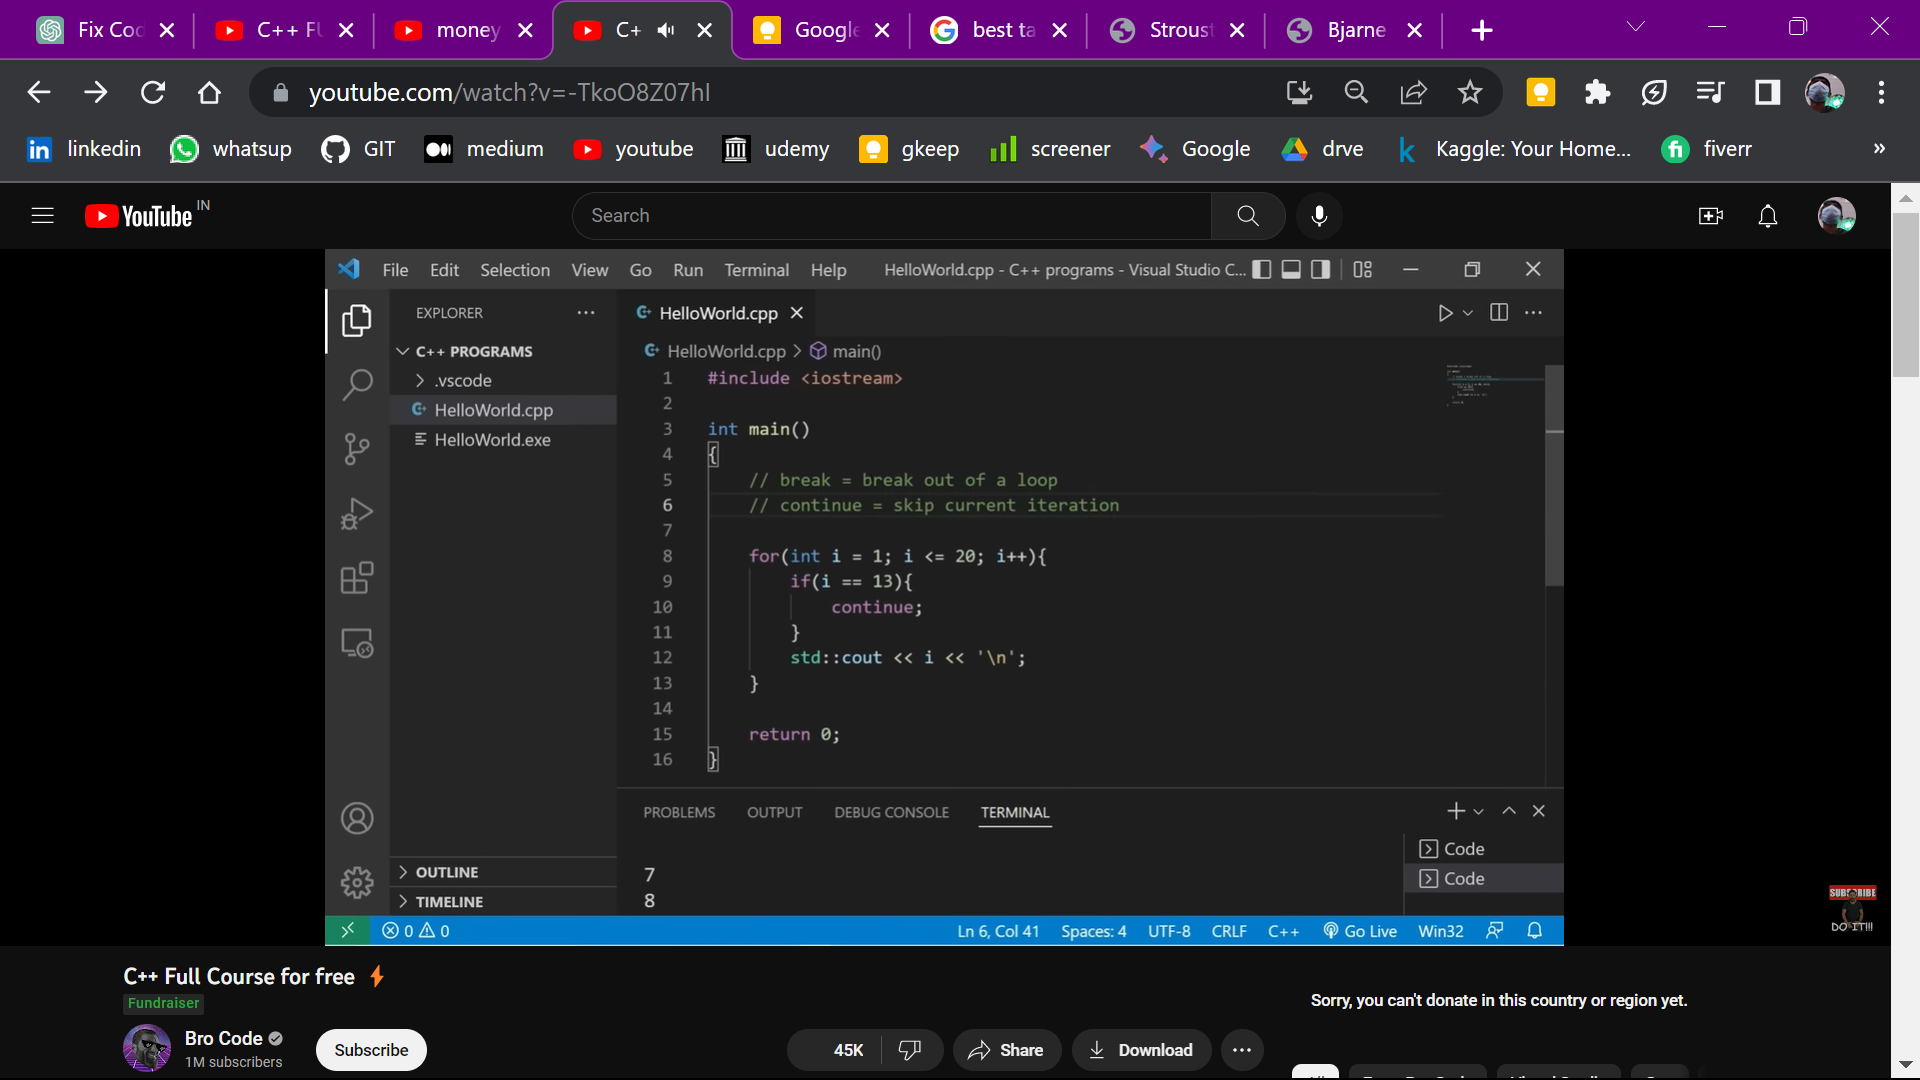 Fix Coc C++ FU money C+ Google best ta Stroust Bjarne
youtube.com/watch?v=-TkoO8Z07hI
linkedin whatsup GIT medium youtube udemy gkeep screener Google drve Kaggle: Your Home... fiverr »
YouTube IN Search
File Edit Selection View Go Run Terminal Help HelloWorld.cpp - C++ programs - Visual Studio C...
EXPLORER ... HelloWorld.cpp
C++ PROGRAMS
.vscode
HelloWorld.cpp
HelloWorld.exe
HelloWorld.cpp > main()
1 #include <iostream>
2
3 int main()
4 {
5 // break = break out of a loop
6 // continue = skip current iteration
7
8 for(int i = 1; i <= 20; i++){
9 if(i == 13){
10 continue;
11 }
12 std::cout << i << '\n';
13 }
14
15 return 0;
16 }
PROBLEMS OUTPUT DEBUG CONSOLE TERMINAL
Code
Code
7
8
OUTLINE
TIMELINE
0 0 Ln 6, Col 41 Spaces: 4 UTF-8 CRLF C++ Go Live Win32
SUBSCRIBE
DO IT!!!
C++ Full Course for free
Fundraiser
Sorry, you can't donate in this country or region yet.
Bro Code
1M subscribers
Subscribe
45K Share Download ...